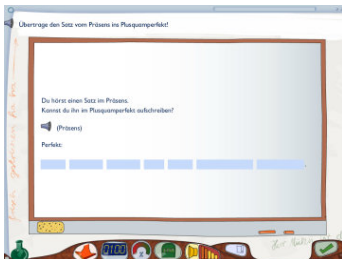 Übertrage den Satz vom Präsens ins Plusquamperfekt!
Du hörst einen Satz im Präsens.
Kannst du ihn im Plusquamperfekt aufschreiben?
(Präsens)
Perfekt: